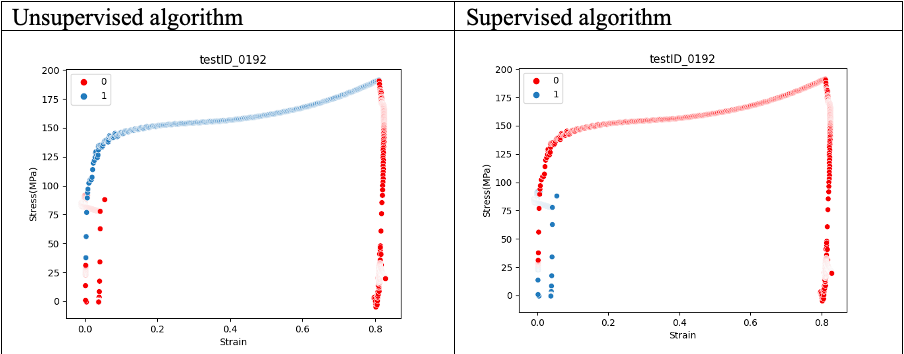 Unsupervised algorithm
Supervised algorithm
testID_0192
0
1
200
175
150
125
100
75
50
25
0
Stress(MPa)
0.0 0.2 0.4 0.6 0.8
Strain
testID_0192
0
1
200
175
150
125
100
75
50
25
0
Stress(MPa)
0.0 0.2 0.4 0.6 0.8
Strain